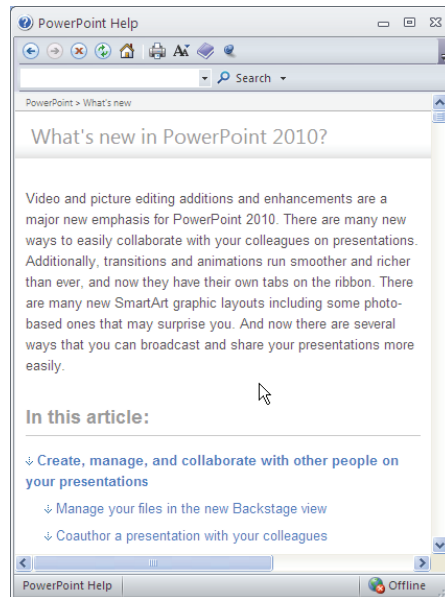 PowerPoint Help
Search
PowerPoint > What's new
What's new in PowerPoint 2010?
Video and picture editing additions and enhancements are a
major new emphasis for PowerPoint 2010. There are many new
ways to easily collaborate with your colleagues on presentations.
Additionally, transitions and animations run smoother and richer
than ever, and now they have their own tabs on the ribbon. There
are many new SmartArt graphic layouts including some photo-
based ones that may surprise you. And now there are several
ways that you can broadcast and share your presentations more
easily.
In this article:
Create, manage, and collaborate with other people on
your presentations
Manage your files in the new Backstage view
Coauthor a presentation with your colleagues
PowerPoint Help
Offline